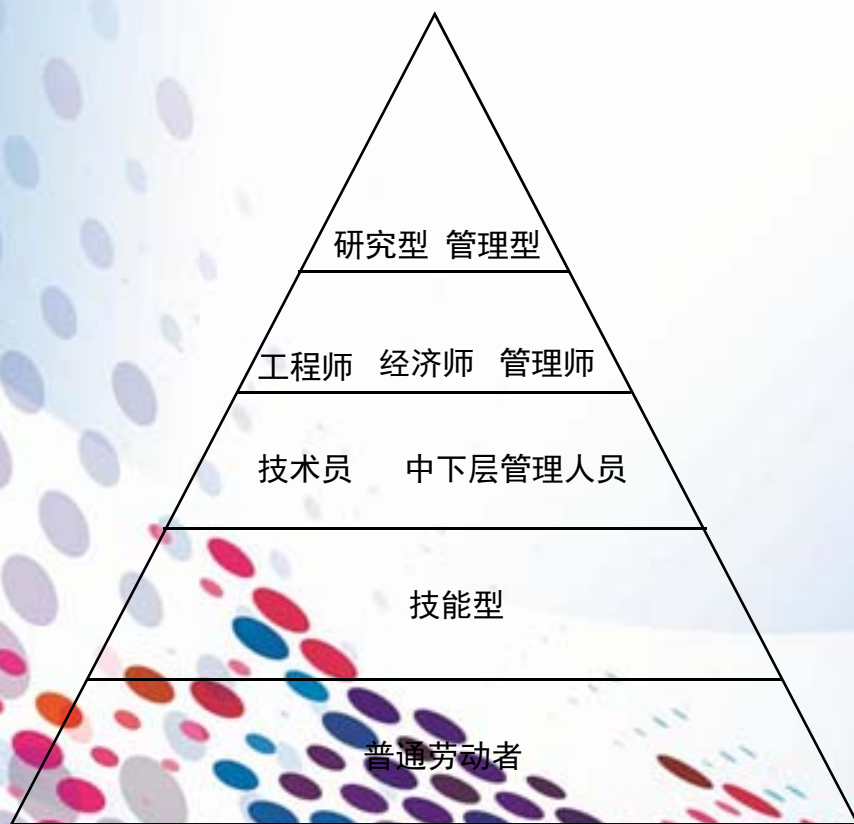 研究型 管理型
工程师 经济师 管理师
技术员 中下层管理人员
技能型
普通劳动者